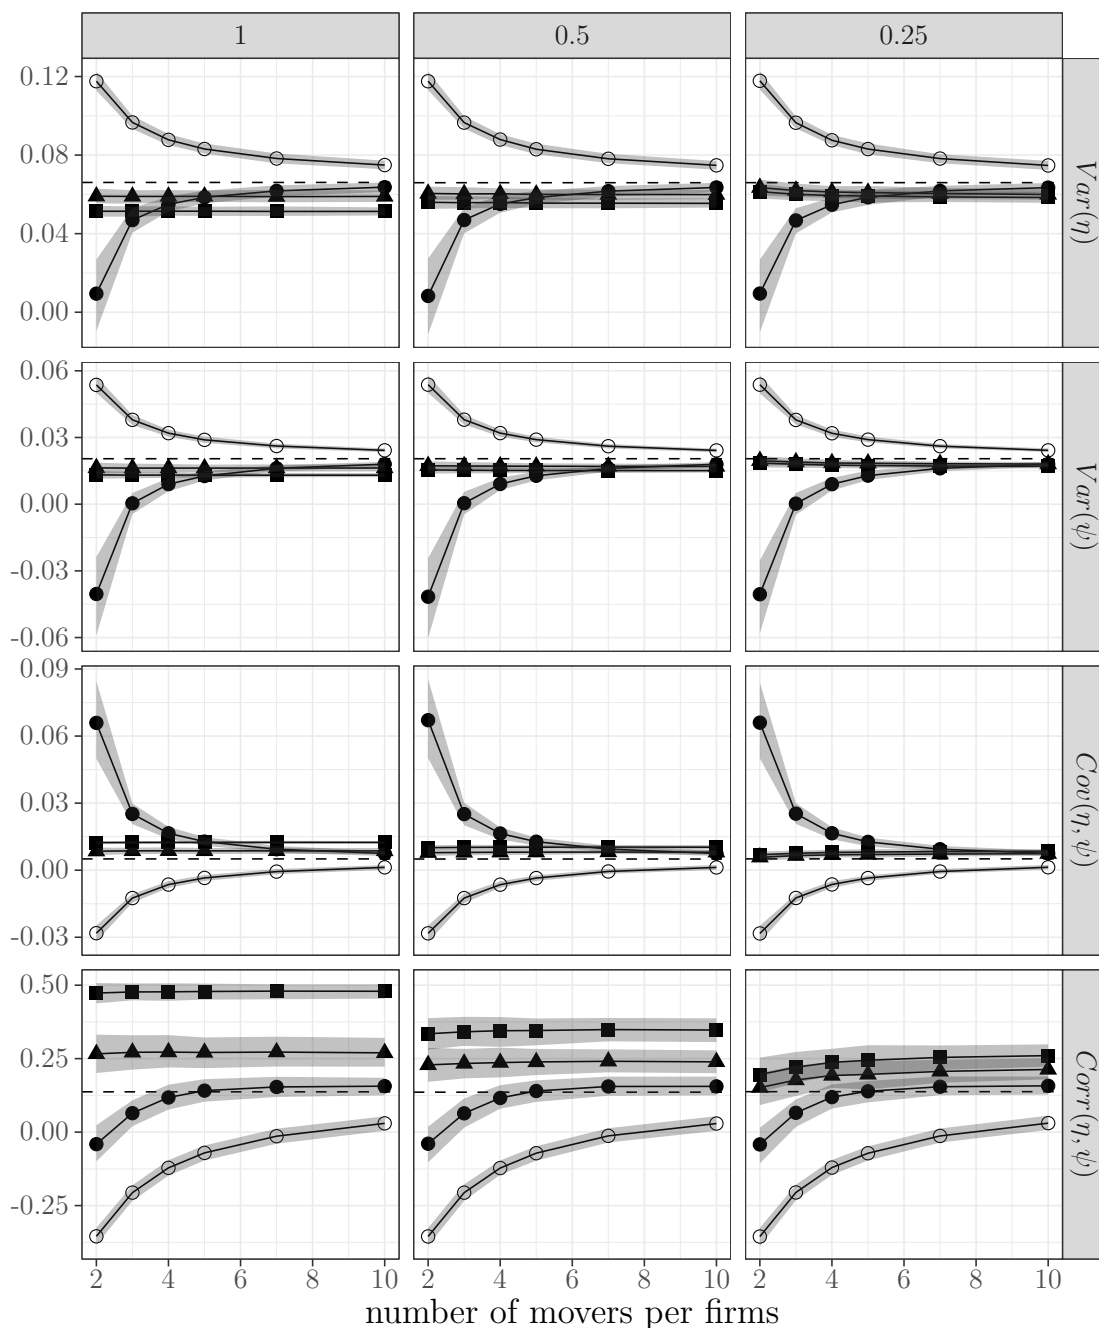 1 0.5 0.25
0.12
0.08
0.04
0.00
Var(η)
0.06
0.03
0.00
-0.03
-0.06
Var(ψ)
0.09
0.06
0.03
0.00
-0.03
Cov(η, ψ)
0.50
0.25
0.00
-0.25
Corr(η, ψ)
2 4 6 8 10 2 4 6 8 10 2 4 6 8 10
number of movers per firms